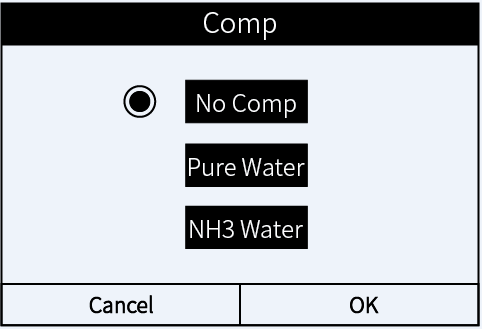 Comp
No Comp
Pure Water
NH3 Water
Cancel OK